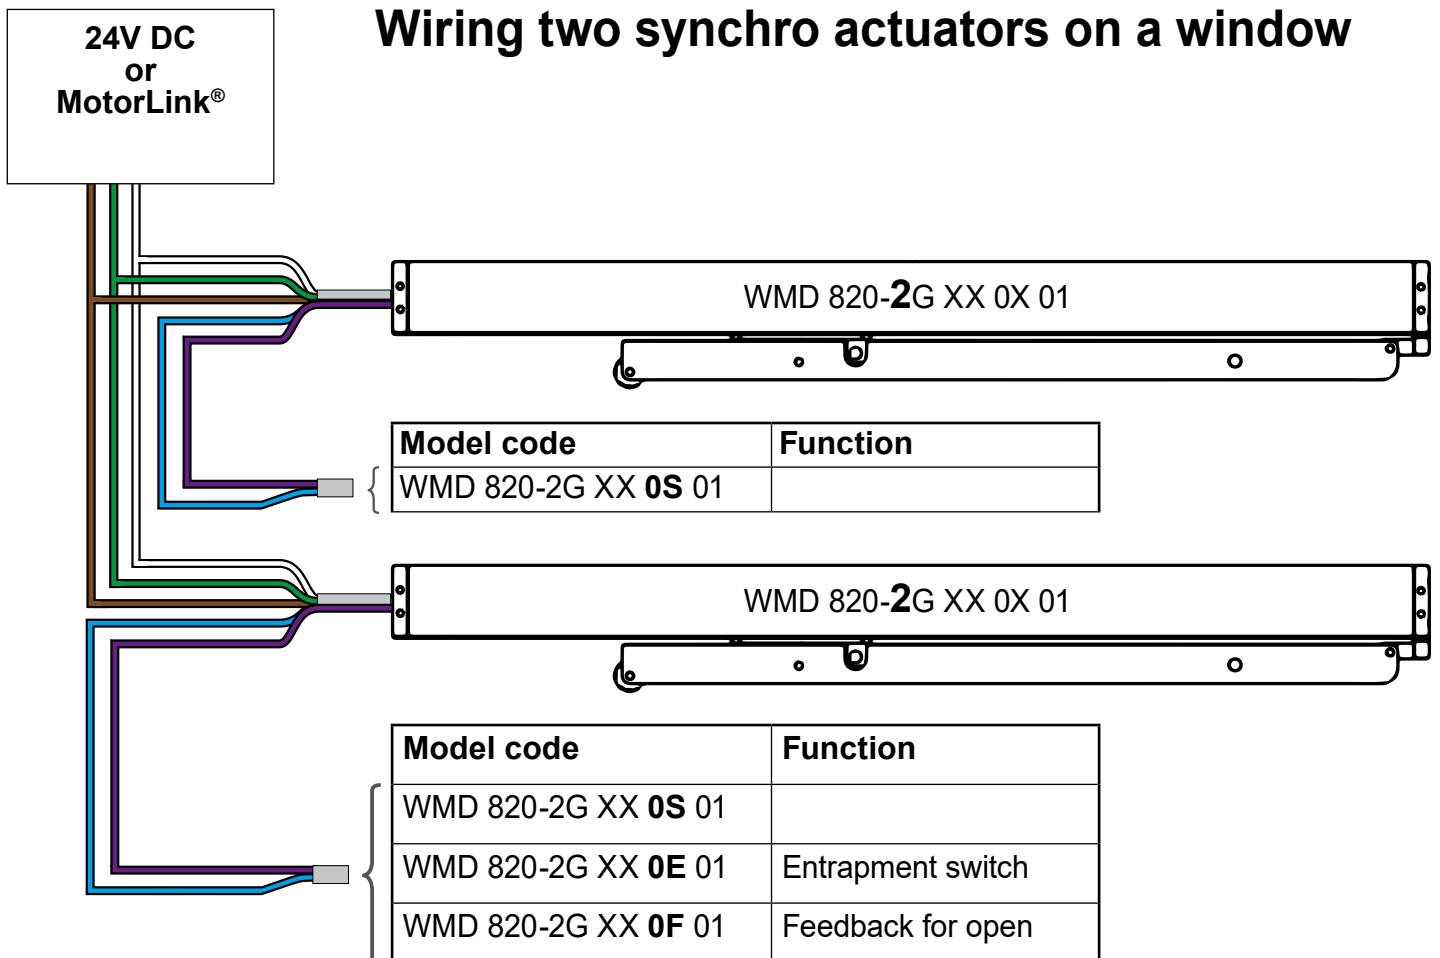 Wiring two synchro actuators on a window
24V DC
or
MotorLink®
WMD 820-2G XX 0X 01
Model code Function
WMD 820-2G XX 0S 01
WMD 820-2G XX 0X 01
Model code Function
WMD 820-2G XX 0S 01
WMD 820-2G XX 0E 01 Entrapment switch
WMD 820-2G XX 0F 01 Feedback for open